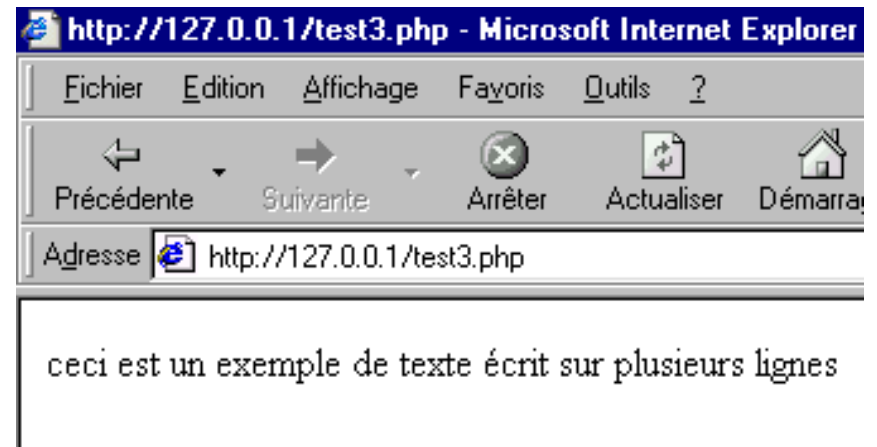 http://127.0.0.1/test3.php - Microsoft Internet Explorer
Fichier Edition Affichage Favoris Outils ?
Précédente Suivante Arrêter Actualiser Démarrag
Adresse http://127.0.0.1/test3.php
ceci est un exemple de texte écrit sur plusieurs lignes